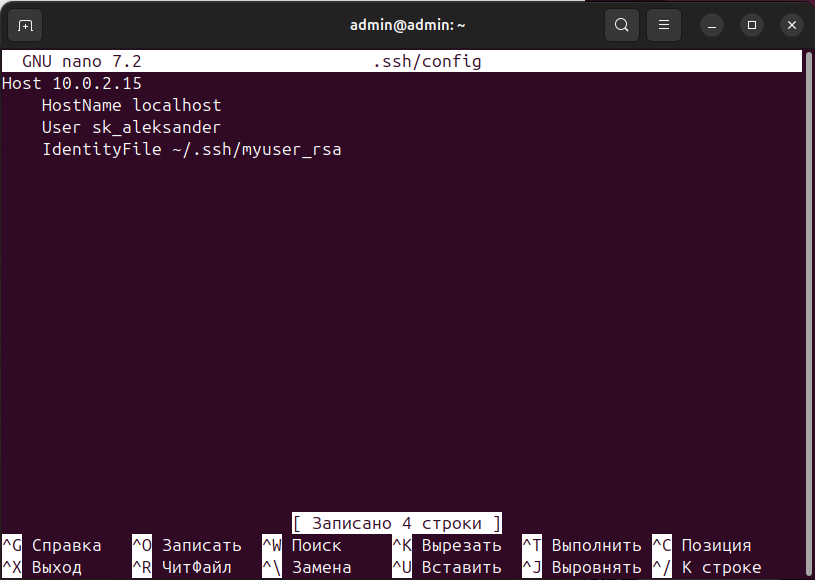 admin@admin: ~
GNU nano 7.2 .ssh/config
Host 10.0.2.15
HostName localhost
User sk_aleksander
IdentityFile ~/.ssh/myuser_rsa
[ Записано 4 строки ]
^G Справка ^O Записать ^W Поиск ^K Вырезать ^T Выполнить ^C Позиция
^X Выход ^R ЧитФайл ^\ Замена ^U Вставить ^J Выровнять ^/ К строке